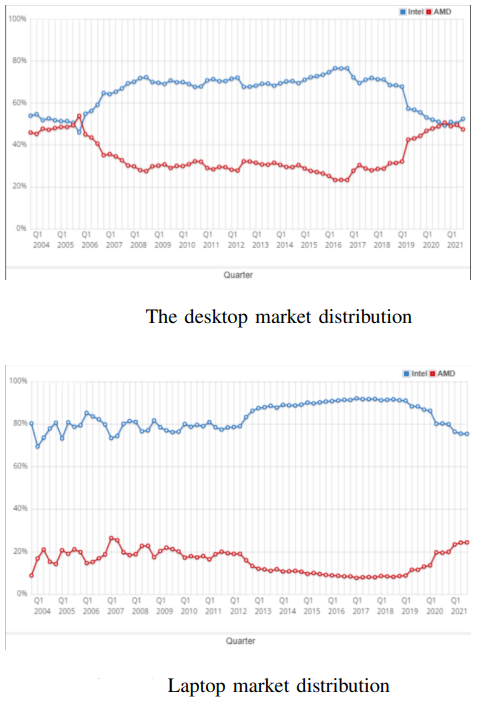 Intel AMD
100%
80%
60%
40%
20%
0%
Q1 Q1 Q1 Q1 Q1 Q1 Q1 Q1 Q1 Q1 Q1 Q1 Q1 Q1 Q1 Q1 Q1 Q1
2004 2005 2006 2007 2008 2009 2010 2011 2012 2013 2014 2015 2016 2017 2018 2019 2020 2021
Quarter
The desktop market distribution
Intel AMD
100%
80%
60%
40%
20%
0%
Q1 Q1 Q1 Q1 Q1 Q1 Q1 Q1 Q1 Q1 Q1 Q1 Q1 Q1 Q1 Q1 Q1 Q1
2004 2005 2006 2007 2008 2009 2010 2011 2012 2013 2014 2015 2016 2017 2018 2019 2020 2021
Quarter
Laptop market distribution